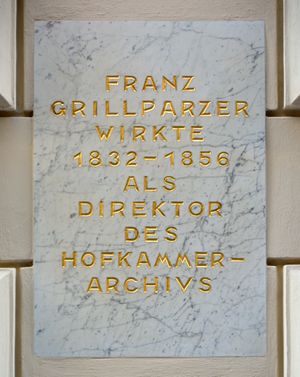 FRANZ
GRILLPARZER
WIRKTE
1832–1856
ALS
DIREKTOR
DES
HOFKAMMER–
ARCHIVS